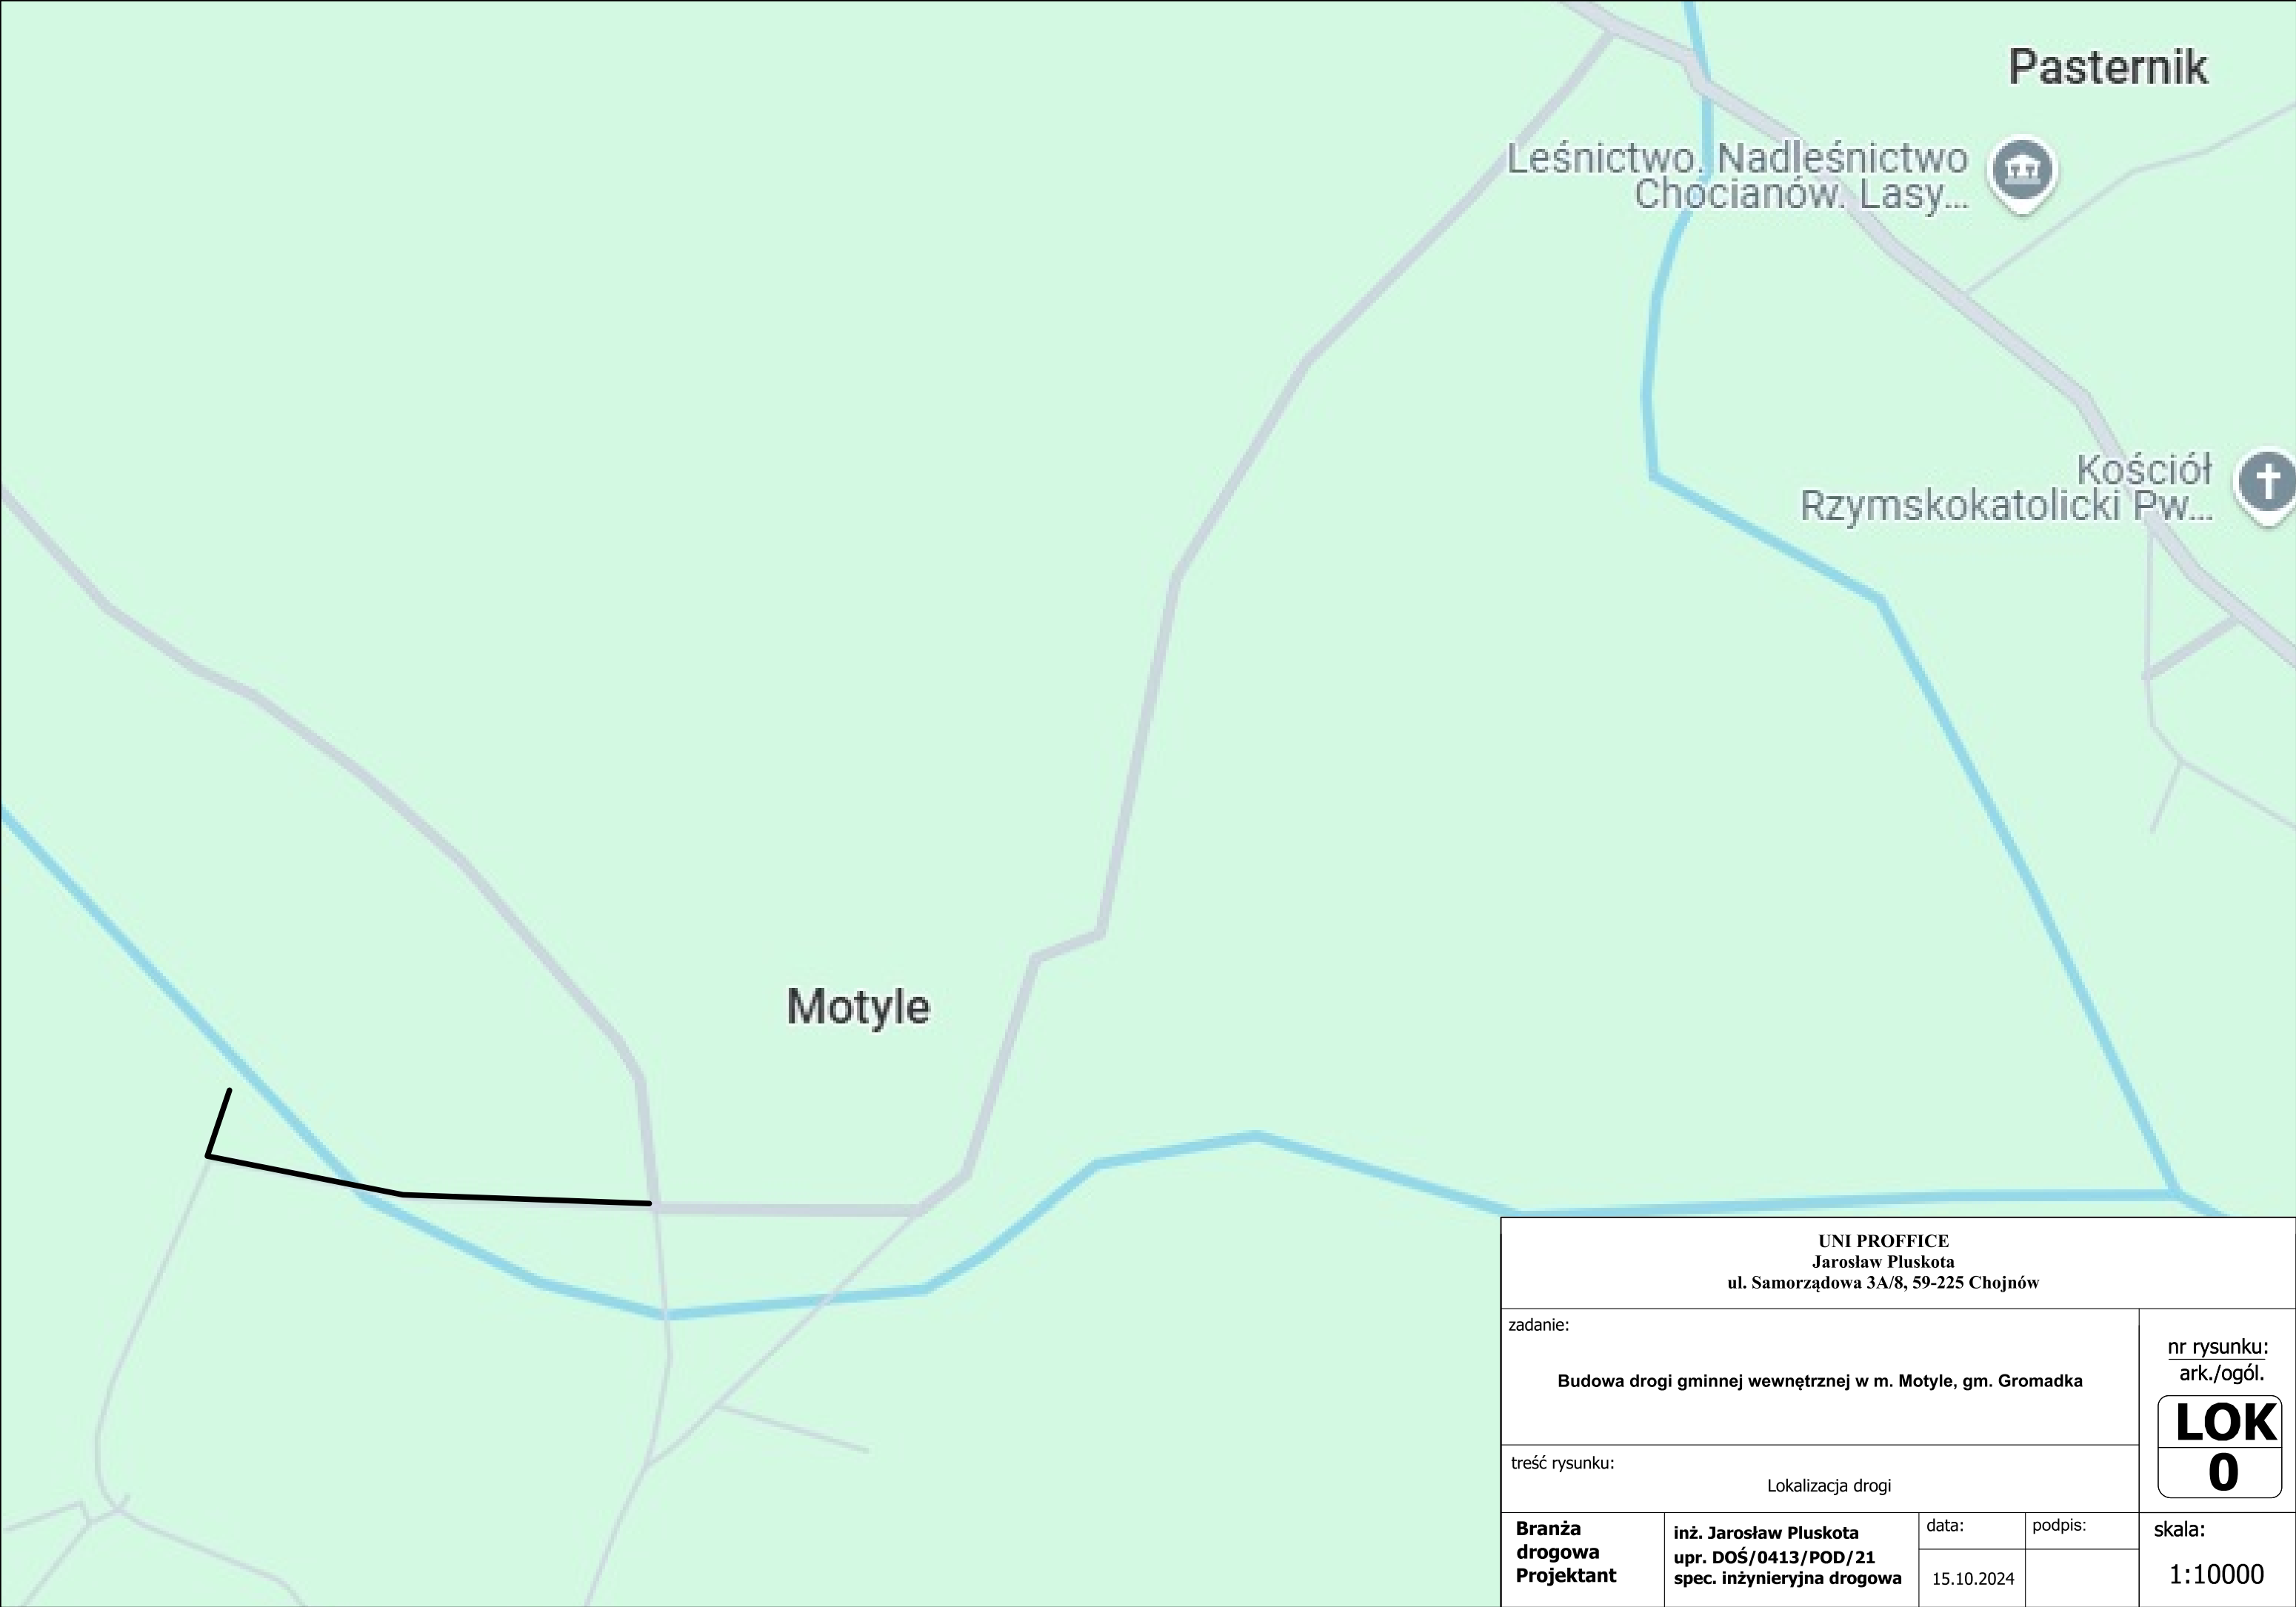 Pasternik
Leśnictwo. Nadleśnictwo
Chocianów. Lasy...
Kościół
Rzymskokatolicki Pw...
Motyle
UNI PROFFICE
Jarosław Pluskota
ul. Samorządowa 3A/8, 59-225 Chojnów
zadanie:
Budowa drogi gminnej wewnętrznej w m. Motyle, gm. Gromadka
nr rysunku:
ark./ogól.
LOK
0
treść rysunku:
Lokalizacja drogi
Branża
drogowa
Projektant
inż. Jarosław Pluskota
upr. DOŚ/0413/POD/21
spec. inżynieryjna drogowa
data:
15.10.2024
podpis:
skala:
1:10000